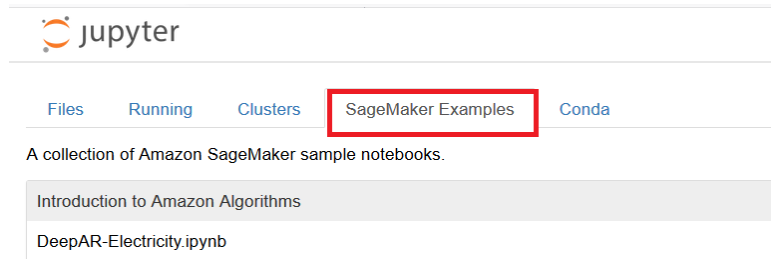 jupyter
Files Running Clusters SageMaker Examples Conda
A collection of Amazon SageMaker sample notebooks.
Introduction to Amazon Algorithms
DeepAR-Electricity.ipynb